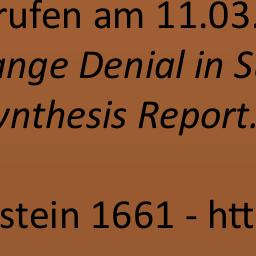 rufen am 11.03.
ange Denial in S
ynthesis Report.
stein 1661 - htt